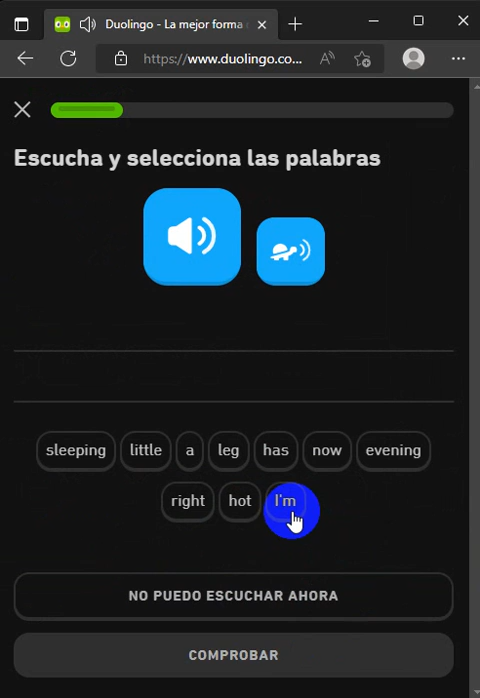 Duolingo - La mejor forma
https://www.duolingo.co...
Escucha y selecciona las palabras
sleeping little a leg has now evening
right hot I'm
NO PUEDO ESCUCHAR AHORA
COMPROBAR